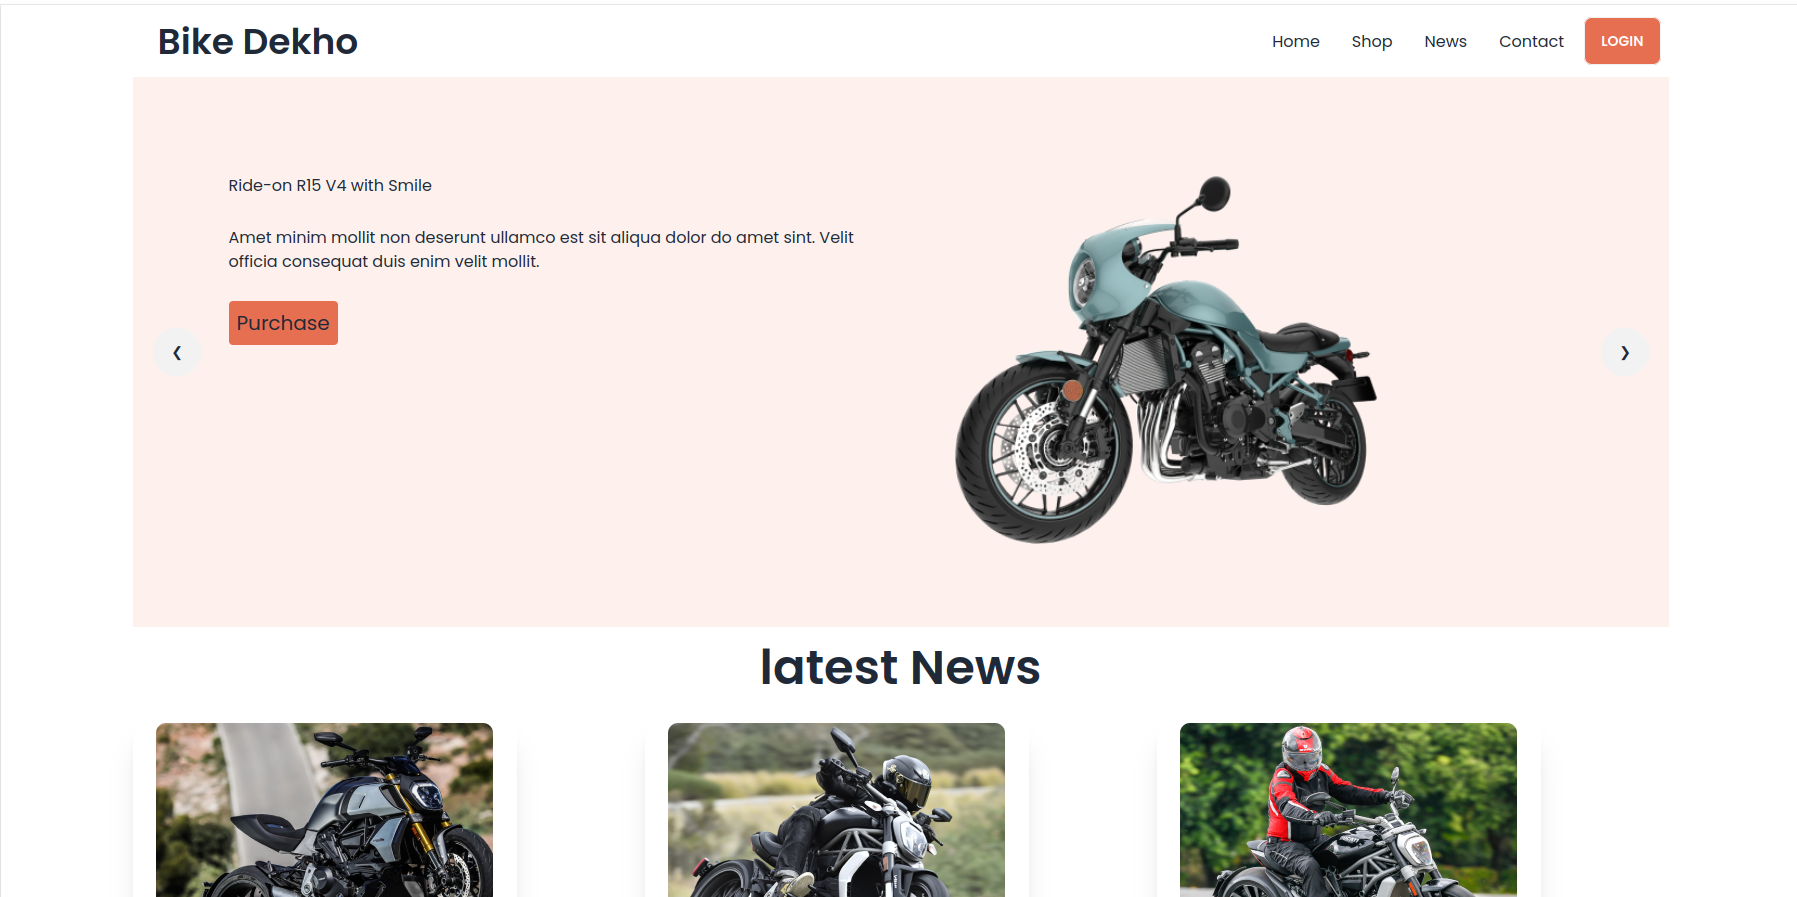 Bike Dekho
Home
Shop
News
Contact
LOGIN
Ride-on R15 V4 with Smile
Amet minim mollit non deserunt ullamco est sit aliqua dolor do amet sint. Velit
officia consequat duis enim velit mollit.
Purchase
❮
❯
latest News